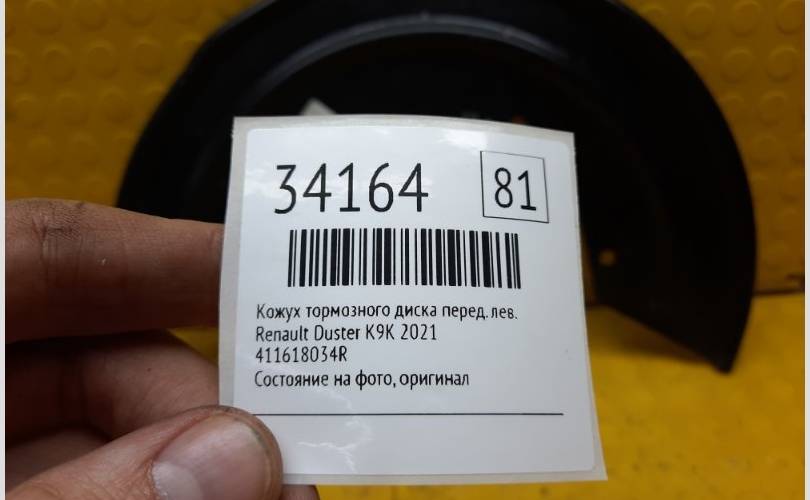 34164
81
Кожух тормозного диска перед. лев.
Renault Duster K9K 2021
411618034R
Состояние на фото, оригинал